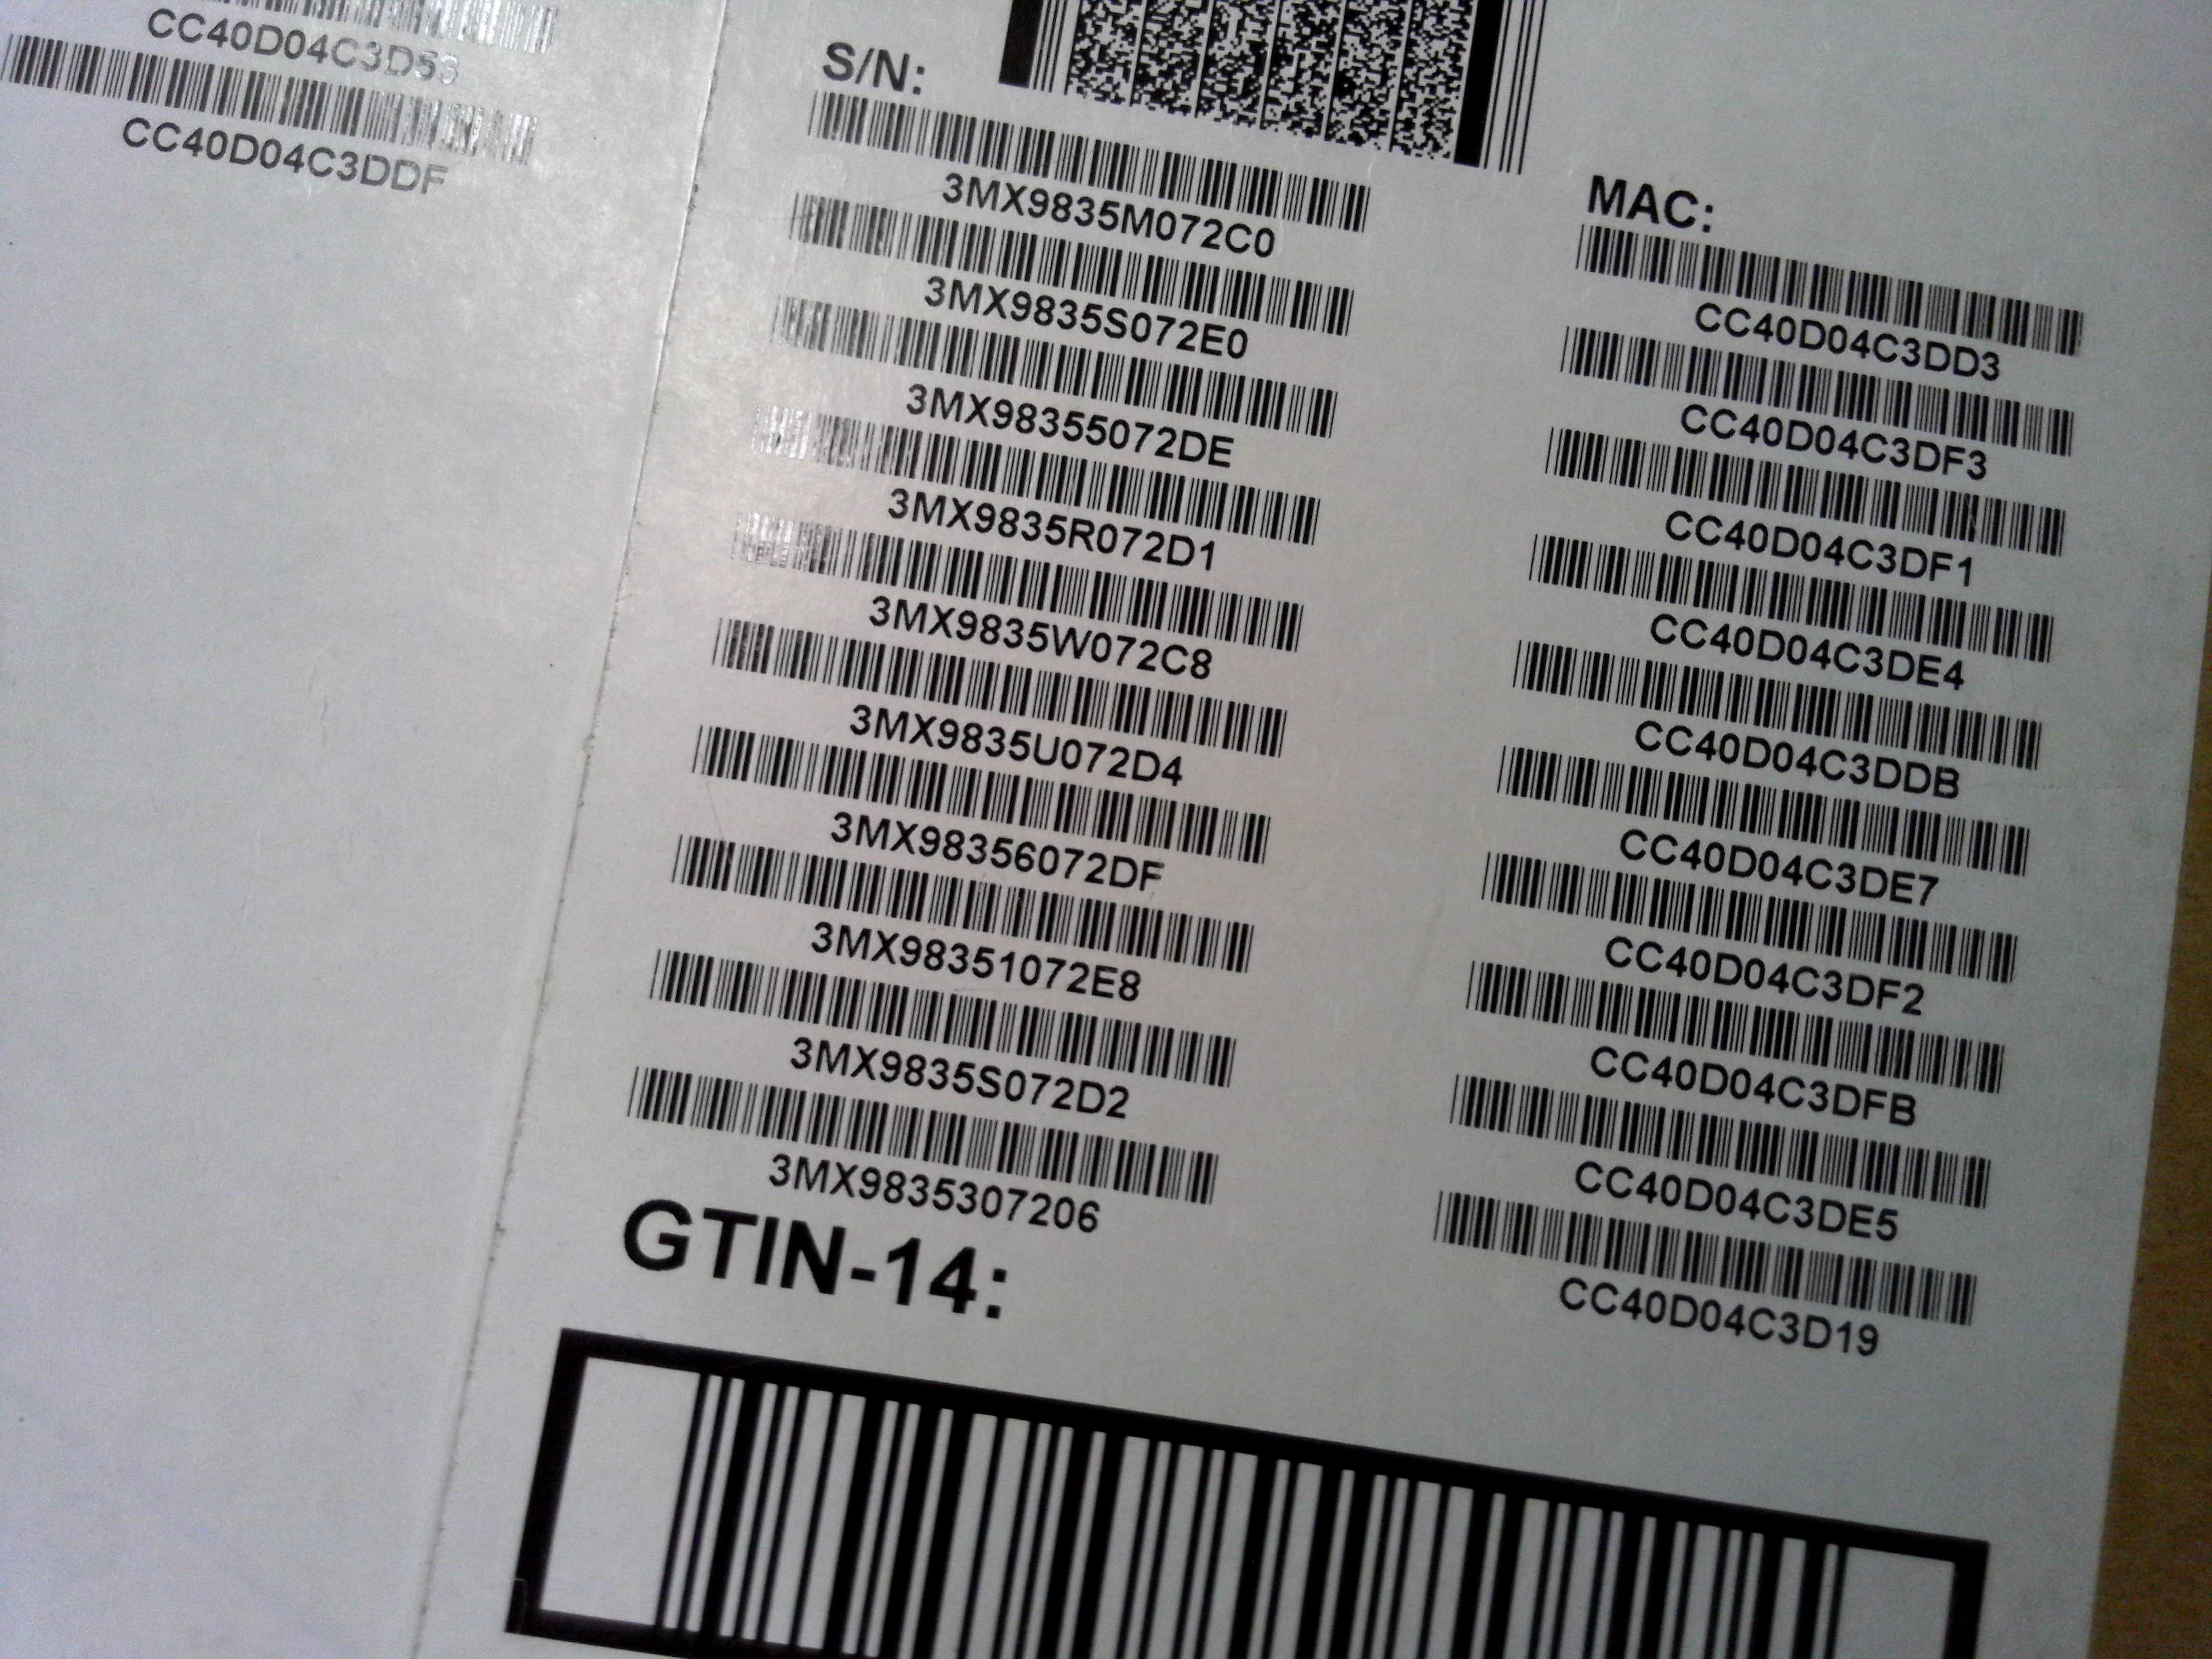 CC40D04C3D53
CC40D04C3DDF
S/N:
3MX9835M072C0
3MX9835S072E0
3MX98355072DE
3MX9835R072D1
3MX9835W072C8
3MX9835U072D4
3MX98356072DF
3MX98351072E8
3MX9835S072D2
3MX9835307206
GTIN-14:
MAC:
CC40D04C3DD3
CC40D04C3DF3
CC40D04C3DF1
CC40D04C3DE4
CC40D04C3DDB
CC40D04C3DE7
CC40D04C3DF2
CC40D04C3DFB
CC40D04C3DE5
CC40D04C3D19